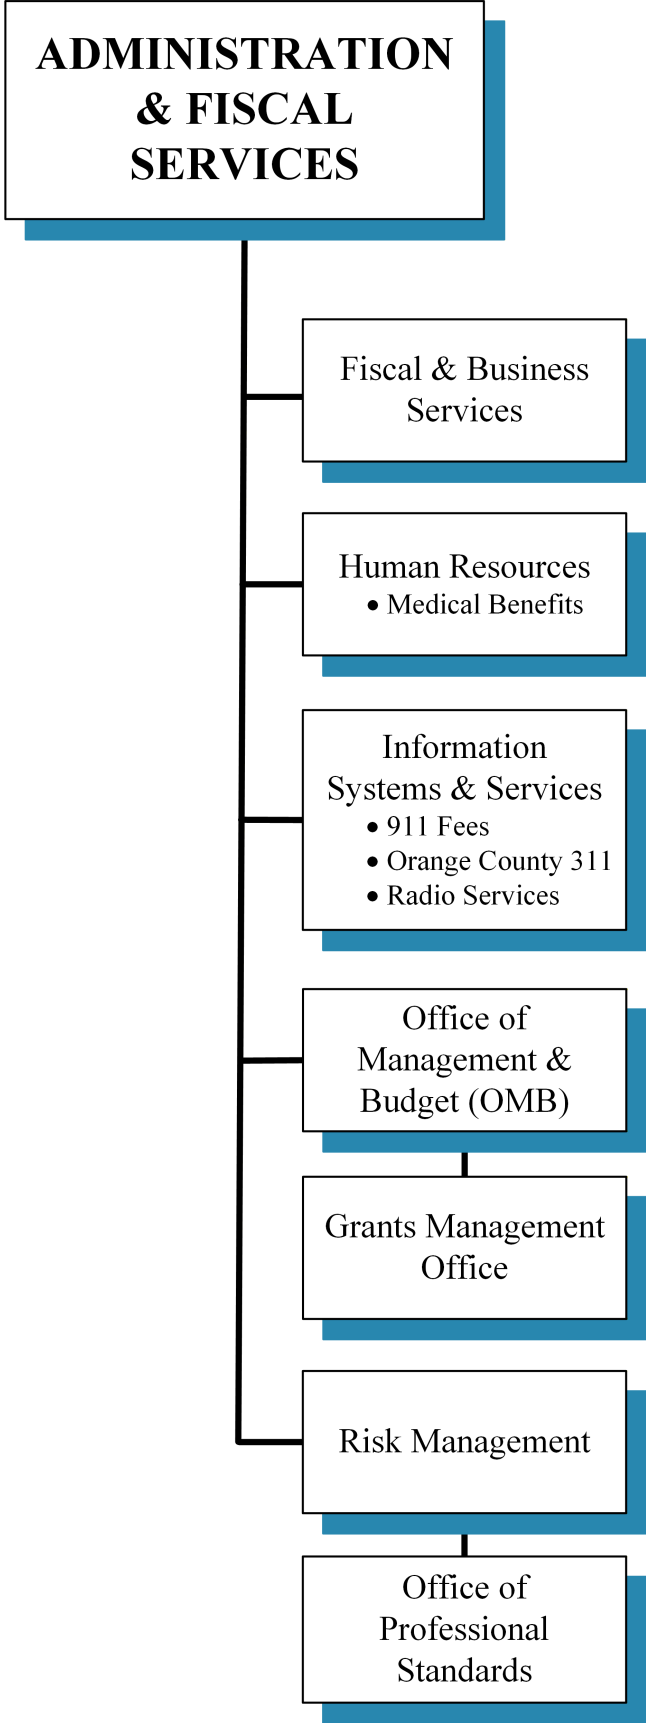 ADMINISTRATION
& FISCAL
SERVICES
Fiscal & Business
Services
Human Resources
• Medical Benefits
Information
Systems & Services
• 911 Fees
• Orange County 311
• Radio Services
Office of
Management &
Budget (OMB)
Grants Management
Office
Risk Management
Office of
Professional
Standards